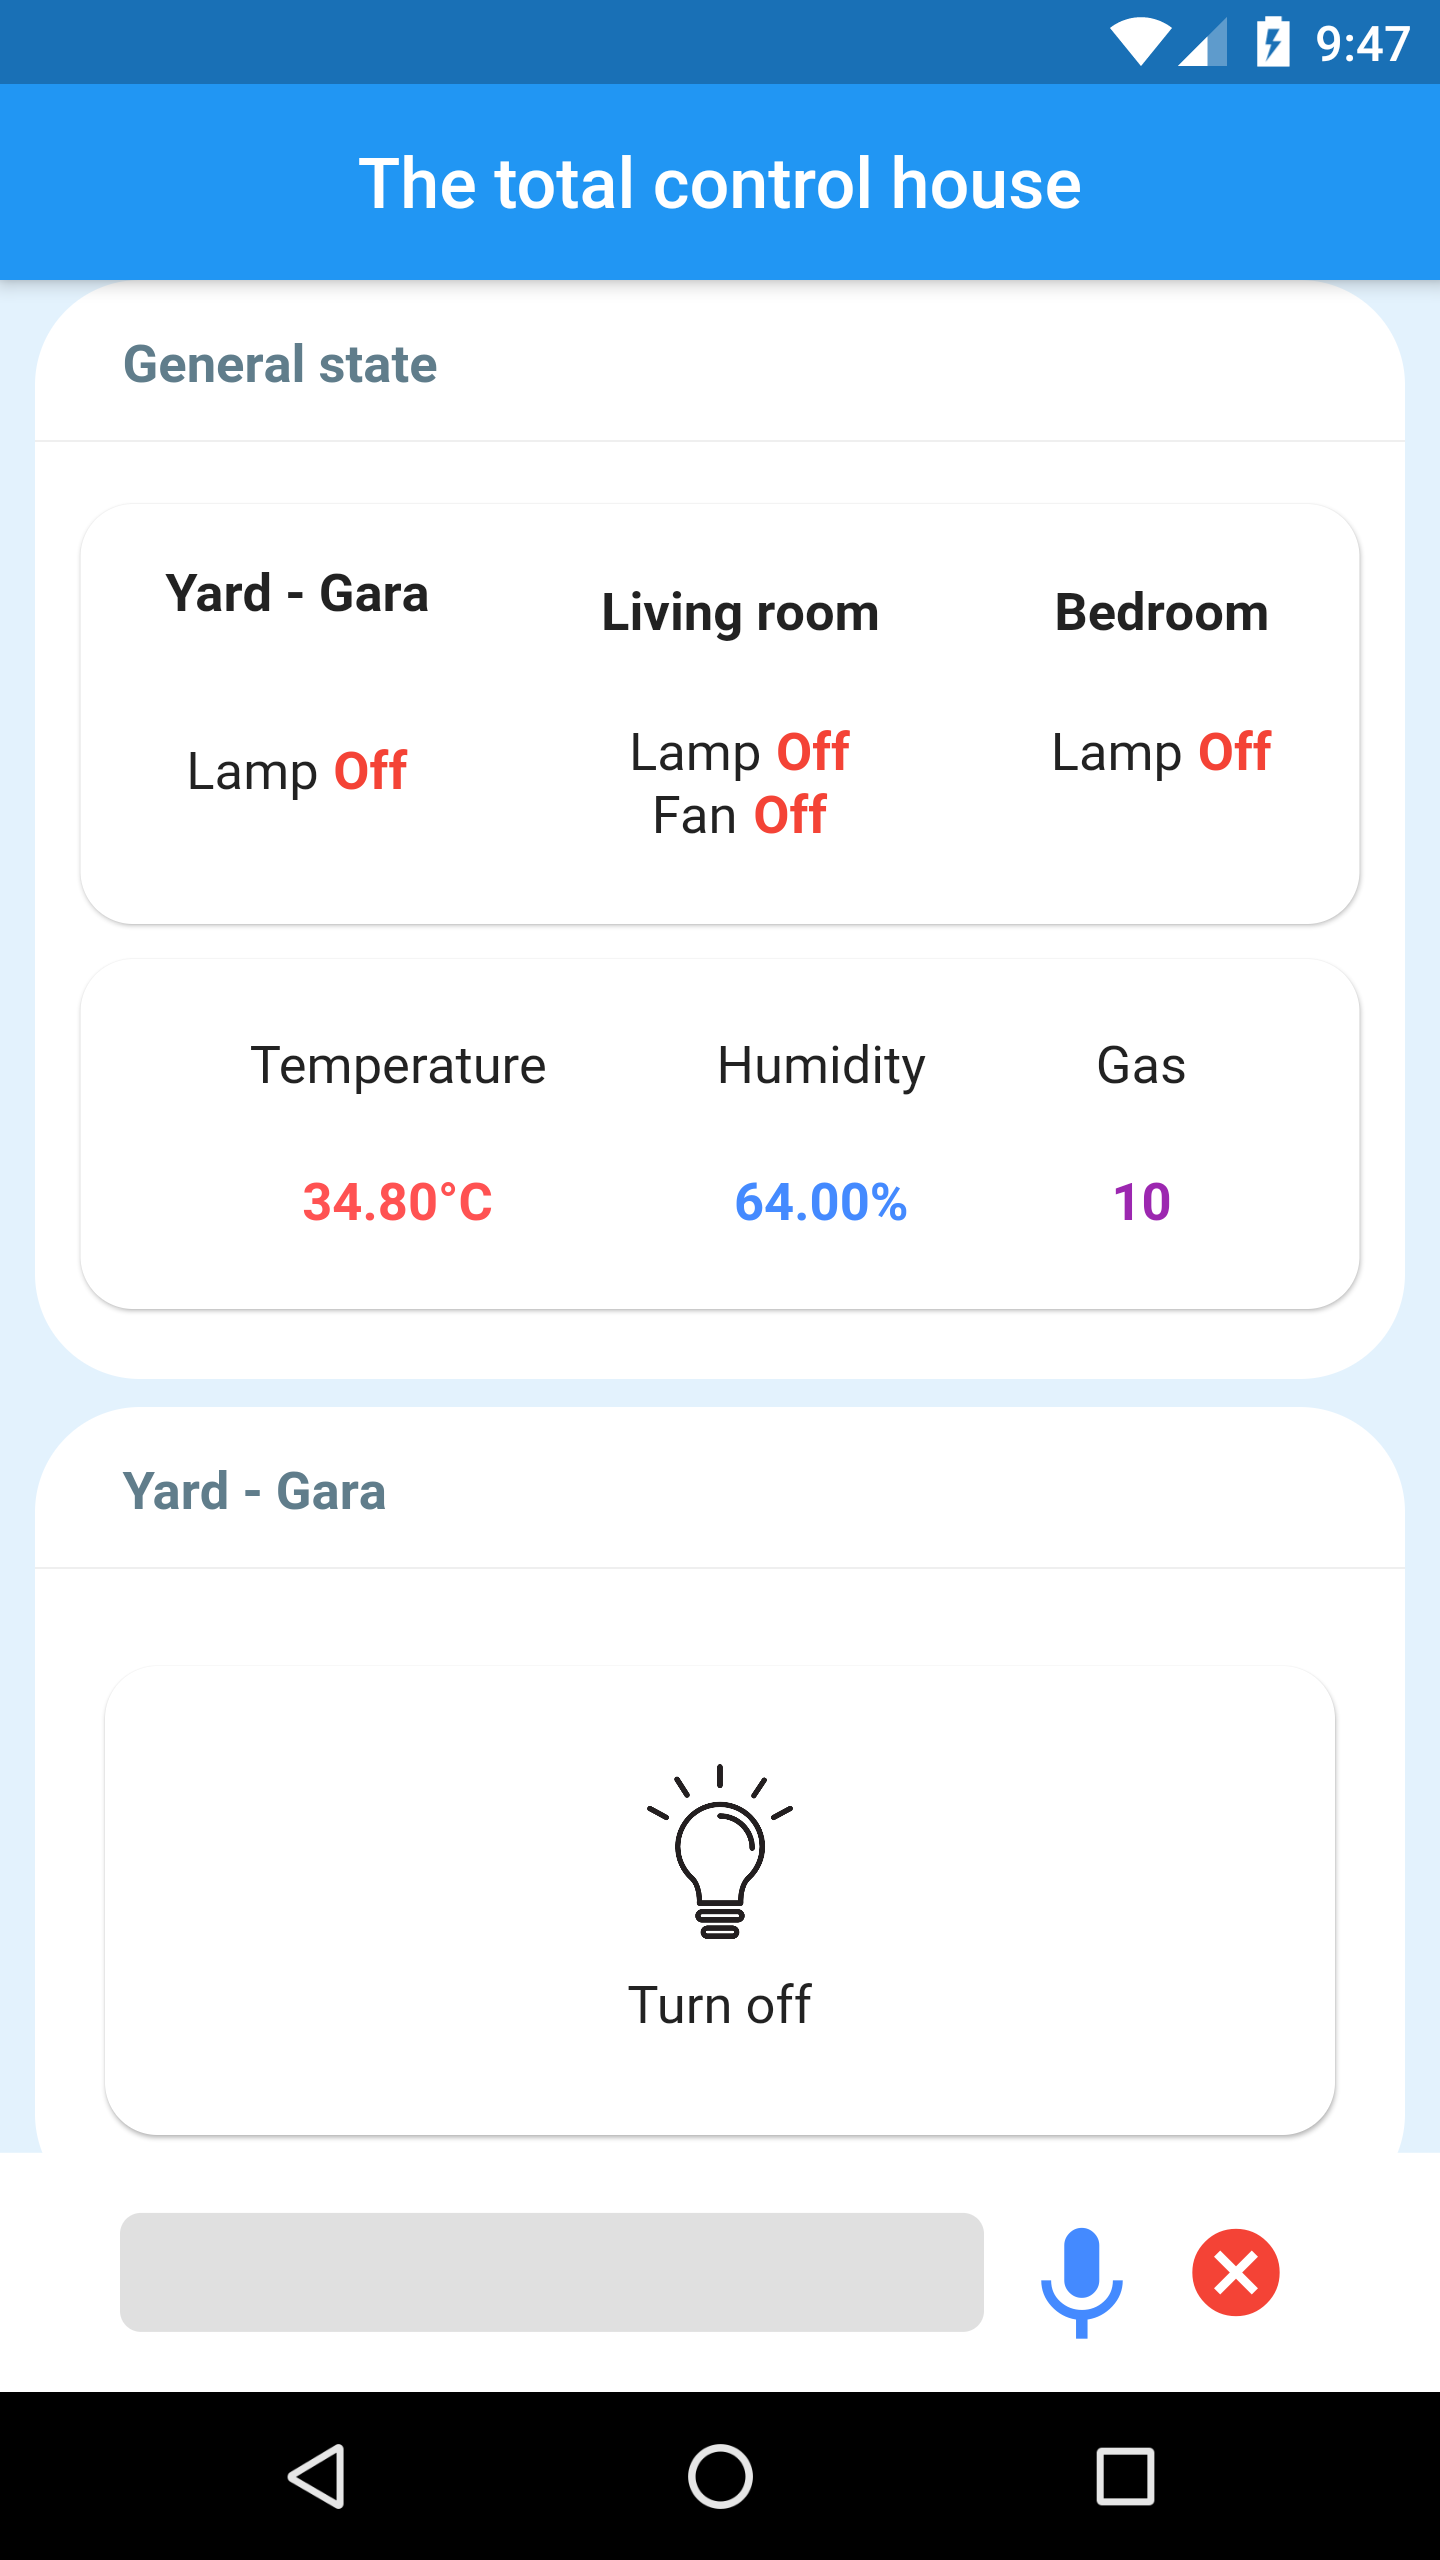 9:47
The total control house
General state
Yard - Gara
Living room
Bedroom
Lamp Off
Lamp Off
Fan Off
Lamp Off
Temperature
Humidity
Gas
34.80°C
64.00%
10
Yard - Gara
Turn off